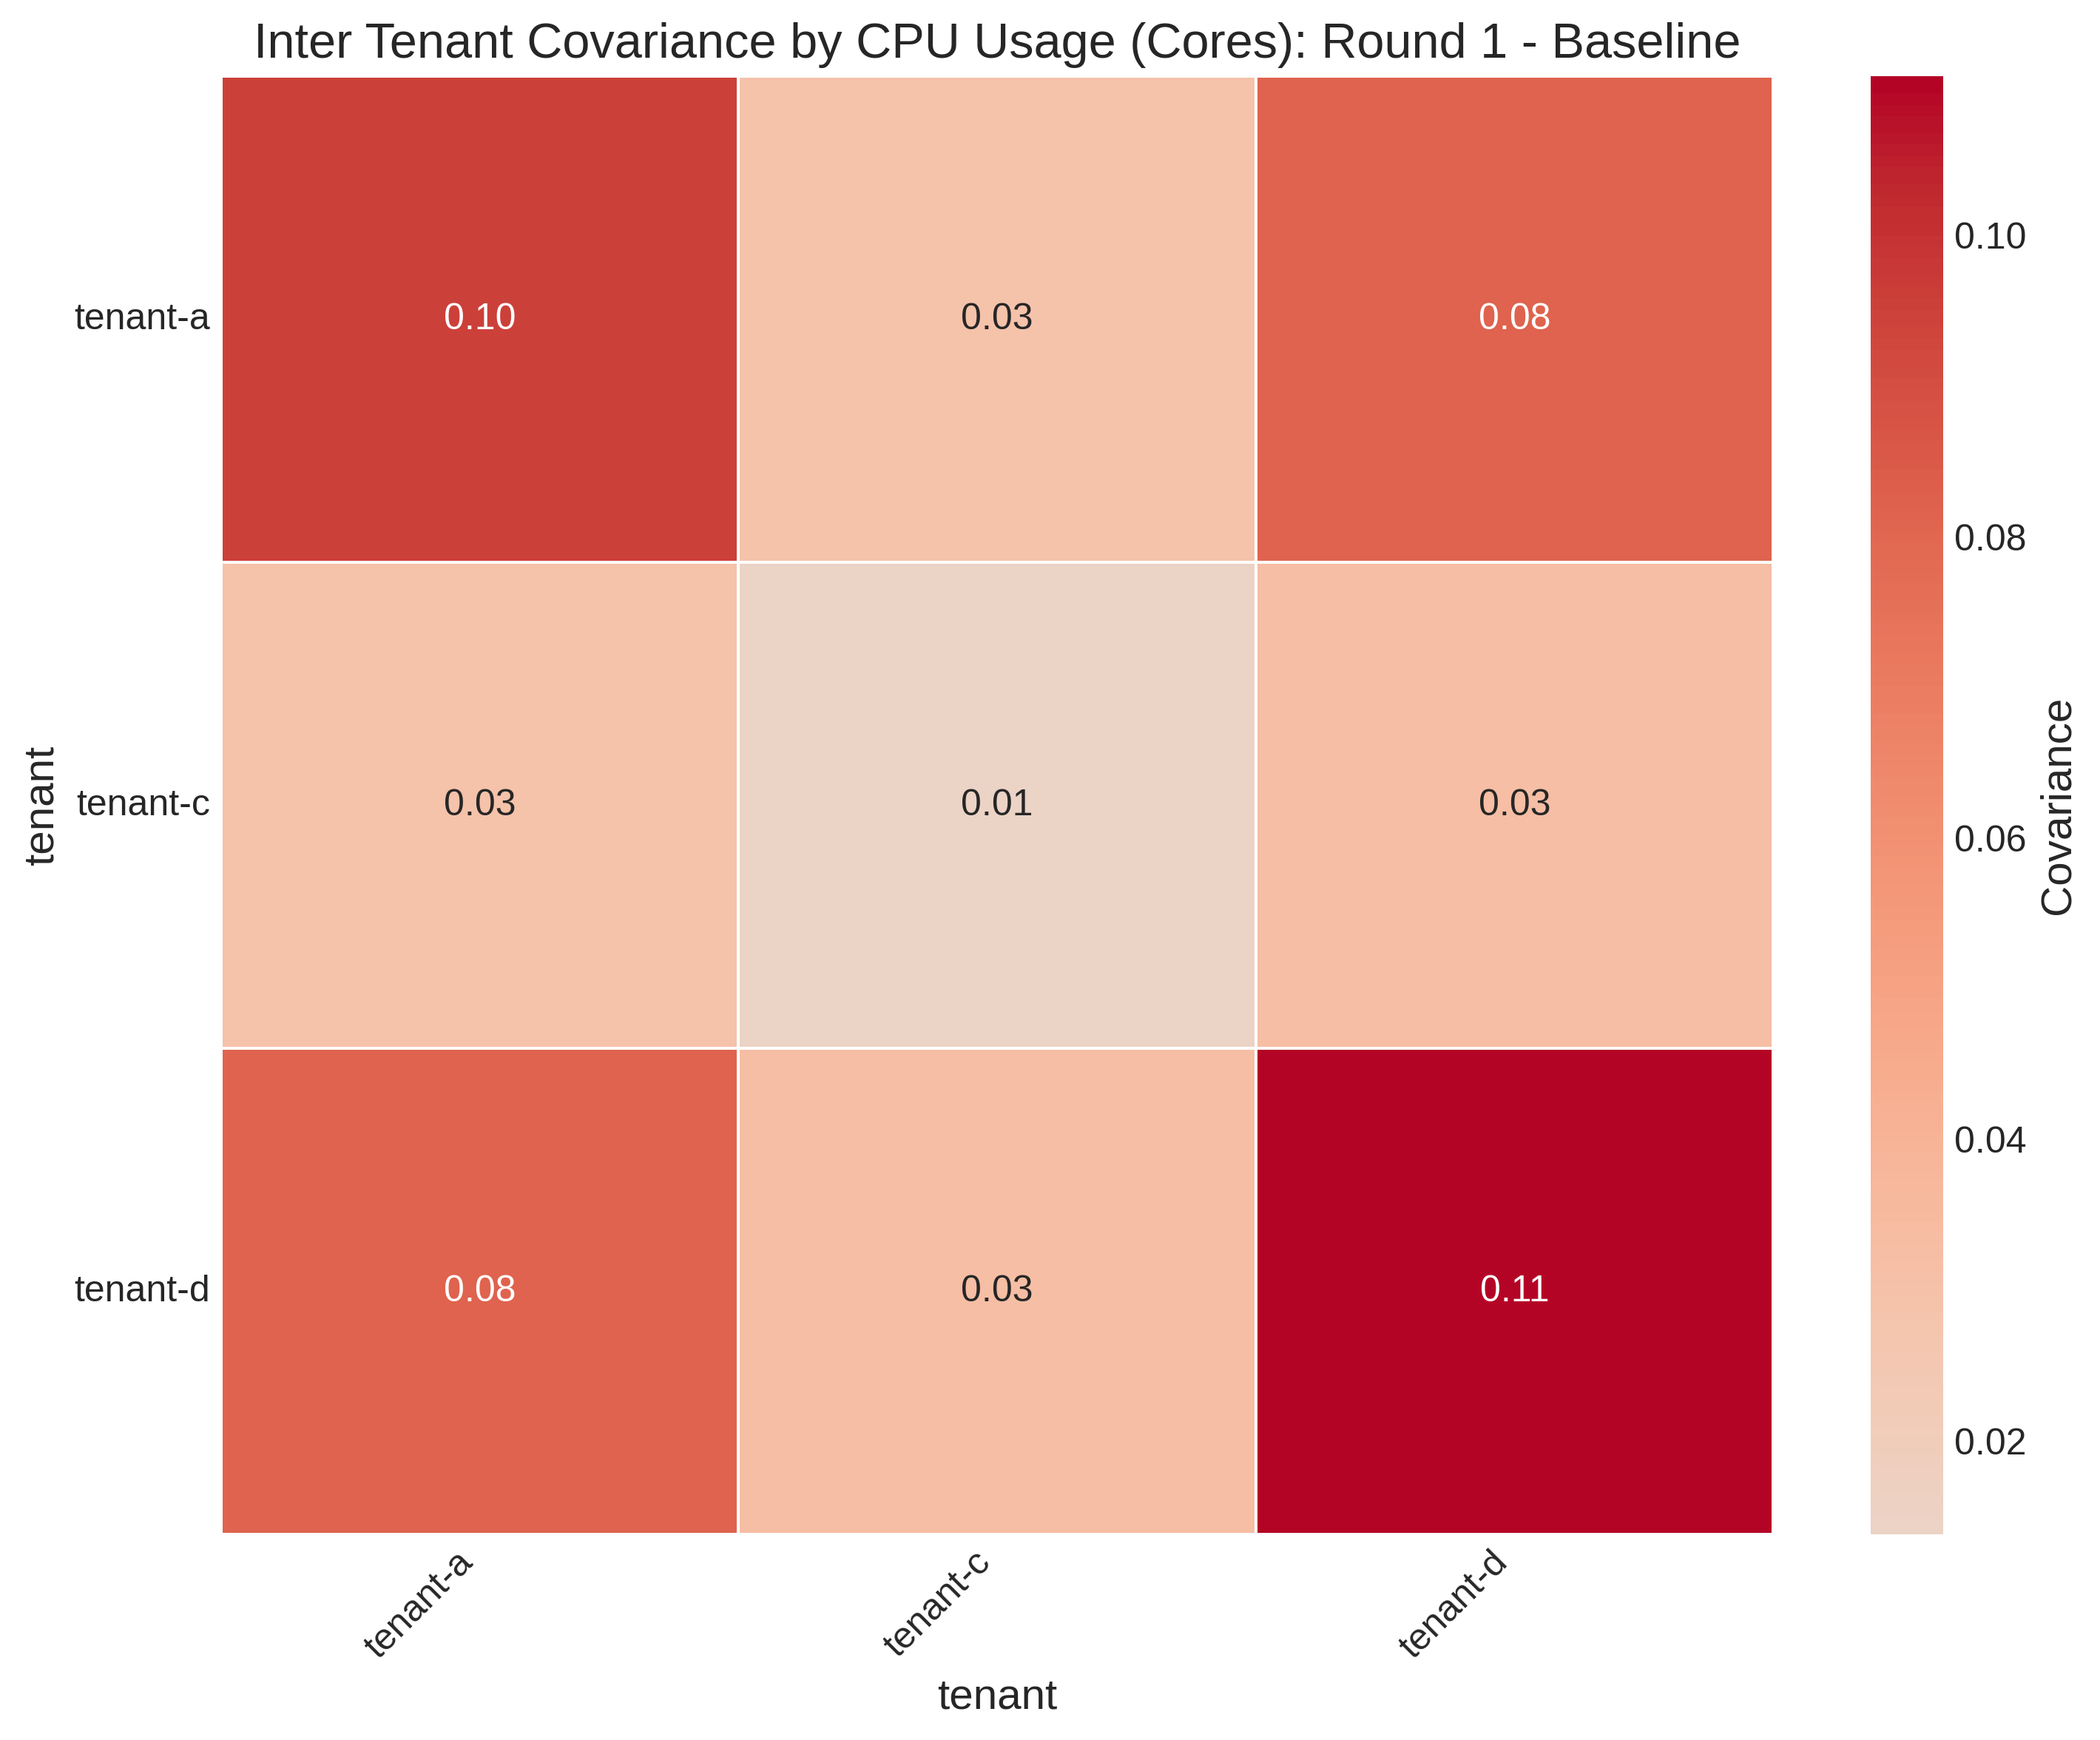 Inter Tenant Covariance by CPU Usage (Cores): Round 1 - Baseline
tenant-a
0.10
0.03
0.08
tenant-c
0.03
0.01
0.03
tenant-d
0.08
0.03
0.11
tenant
tenant-a
tenant-c
tenant-d
tenant
0.10
0.08
0.06
0.04
0.02
Covariance